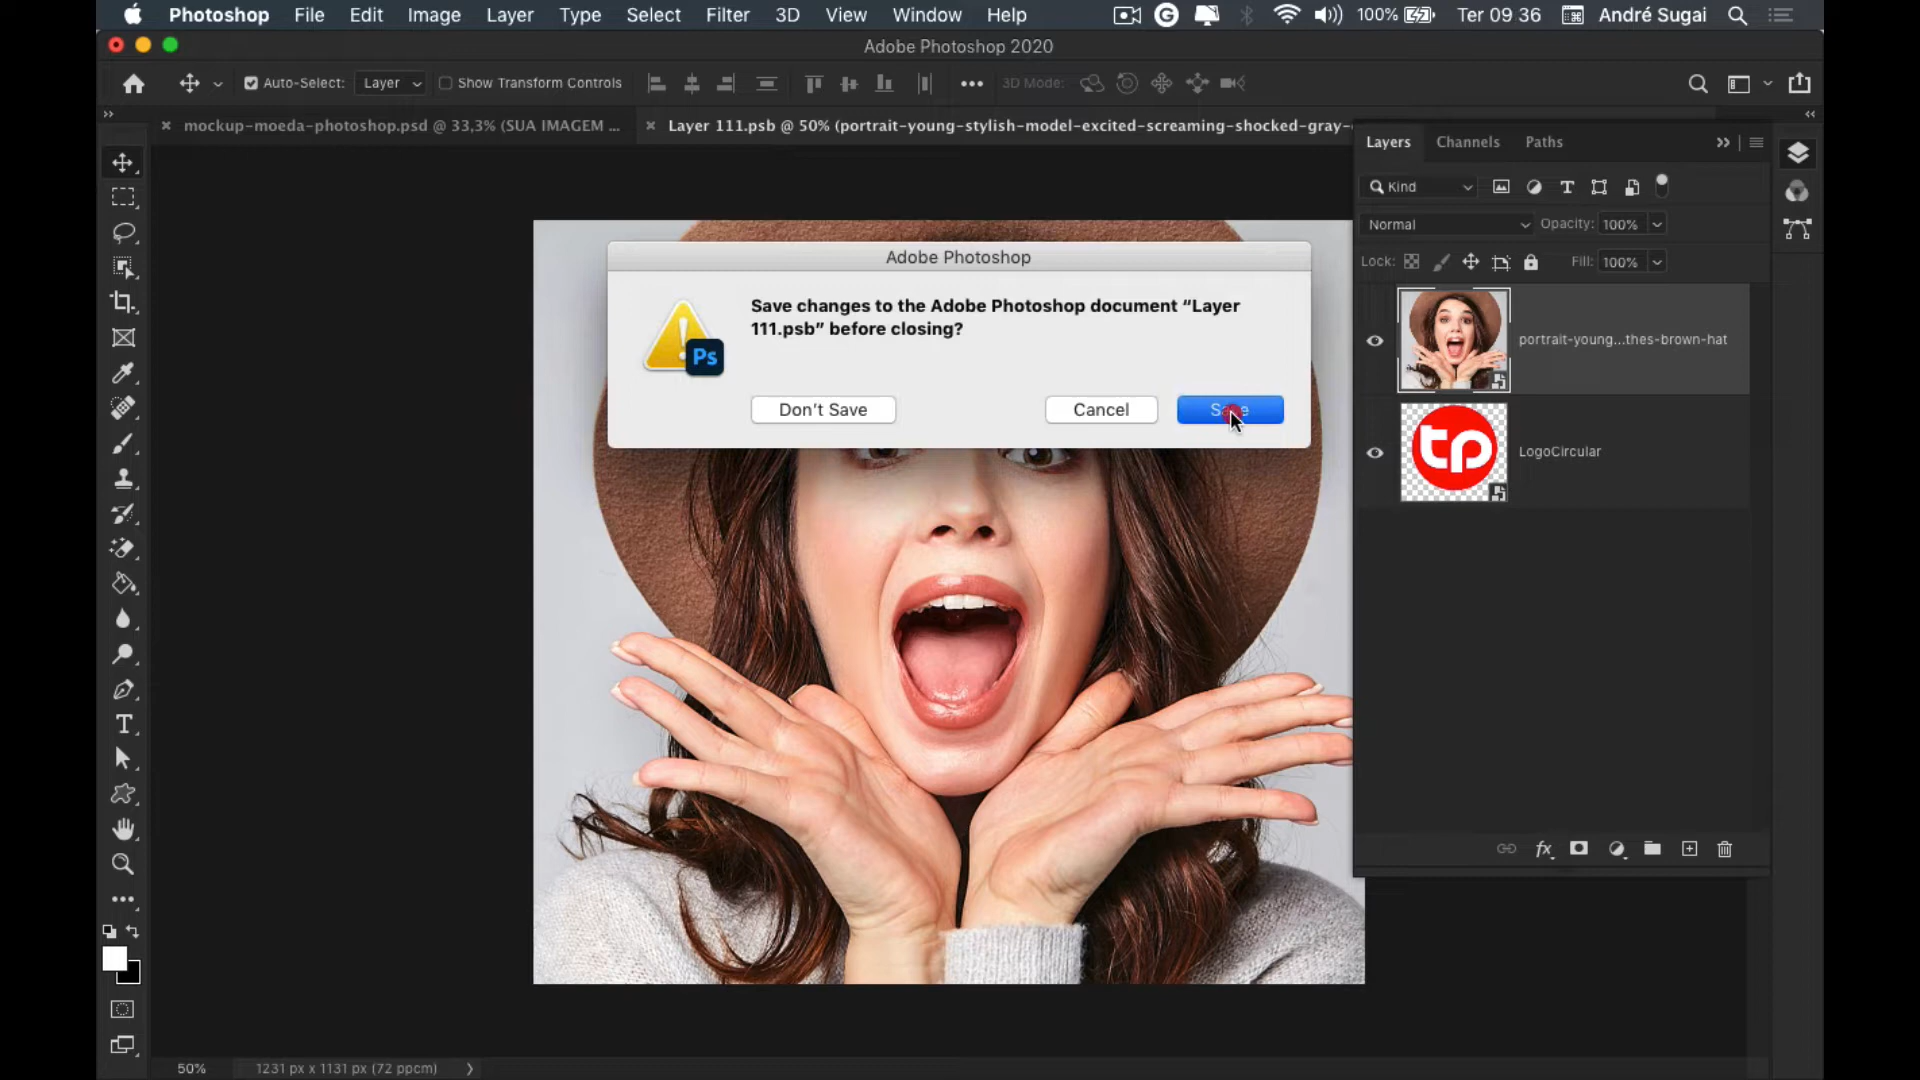 Photoshop File Edit Image Layer Type Select Filter 3D View Window Help 100% Ter 09 36 André Sugai
Adobe Photoshop 2020
Auto-Select: Layer Show Transform Controls 3D Mode:
mockup-moeda-photoshop.psd @ 33,3% (SUA IMAGEM ... Layer 111.psb @ 50% (portrait-young-stylish-model-excited-screaming-shocked-gray-
Layers Channels Paths
Kind
Normal Opacity: 100%
Lock: Fill: 100%
Adobe Photoshop
Save changes to the Adobe Photoshop document “Layer
111.psb” before closing?
Ps
Don’t Save Cancel Save
portrait-young...thes-brown-hat
tp LogoCircular
fx
50% 1231 px x 1131 px (72 ppcm)